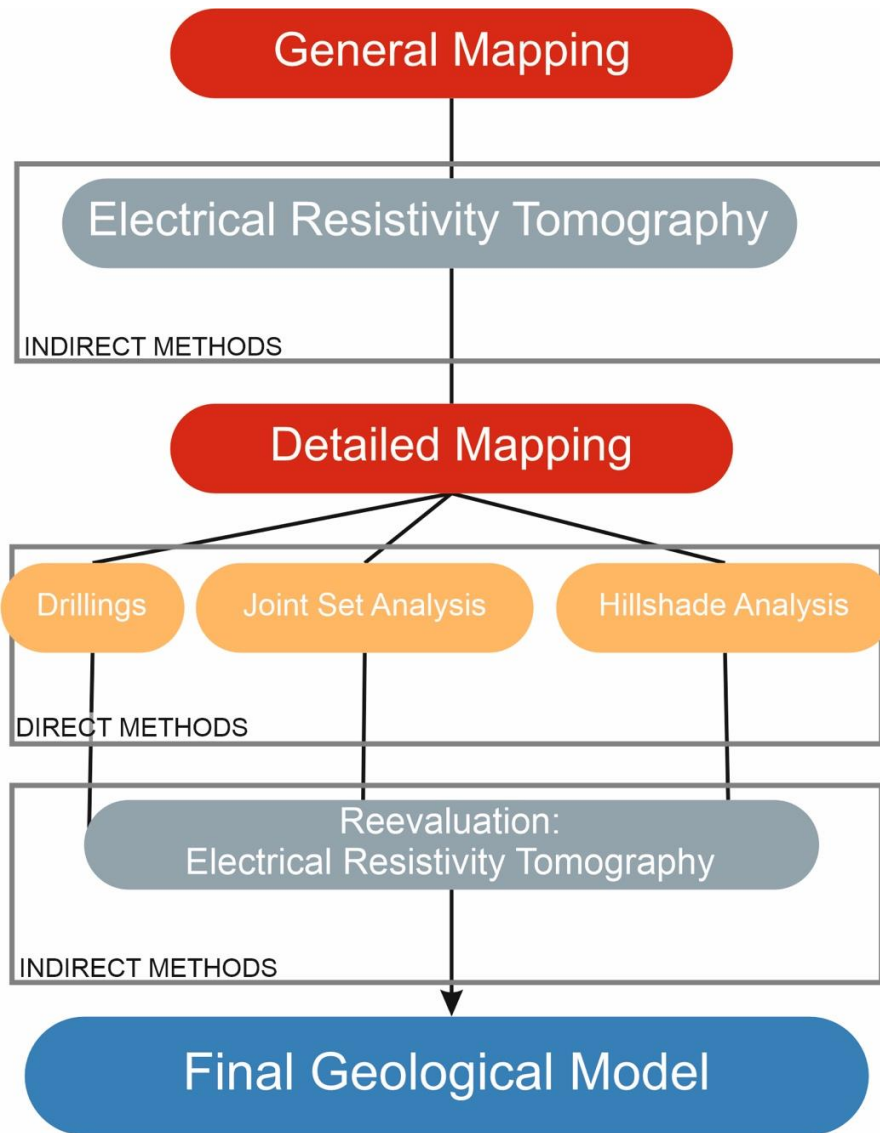 General Mapping
Electrical Resistivity Tomography
INDIRECT METHODS
Detailed Mapping
Drillings
Joint Set Analysis
Hillshade Analysis
DIRECT METHODS
Reevaluation:
Electrical Resistivity Tomography
INDIRECT METHODS
Final Geological Model